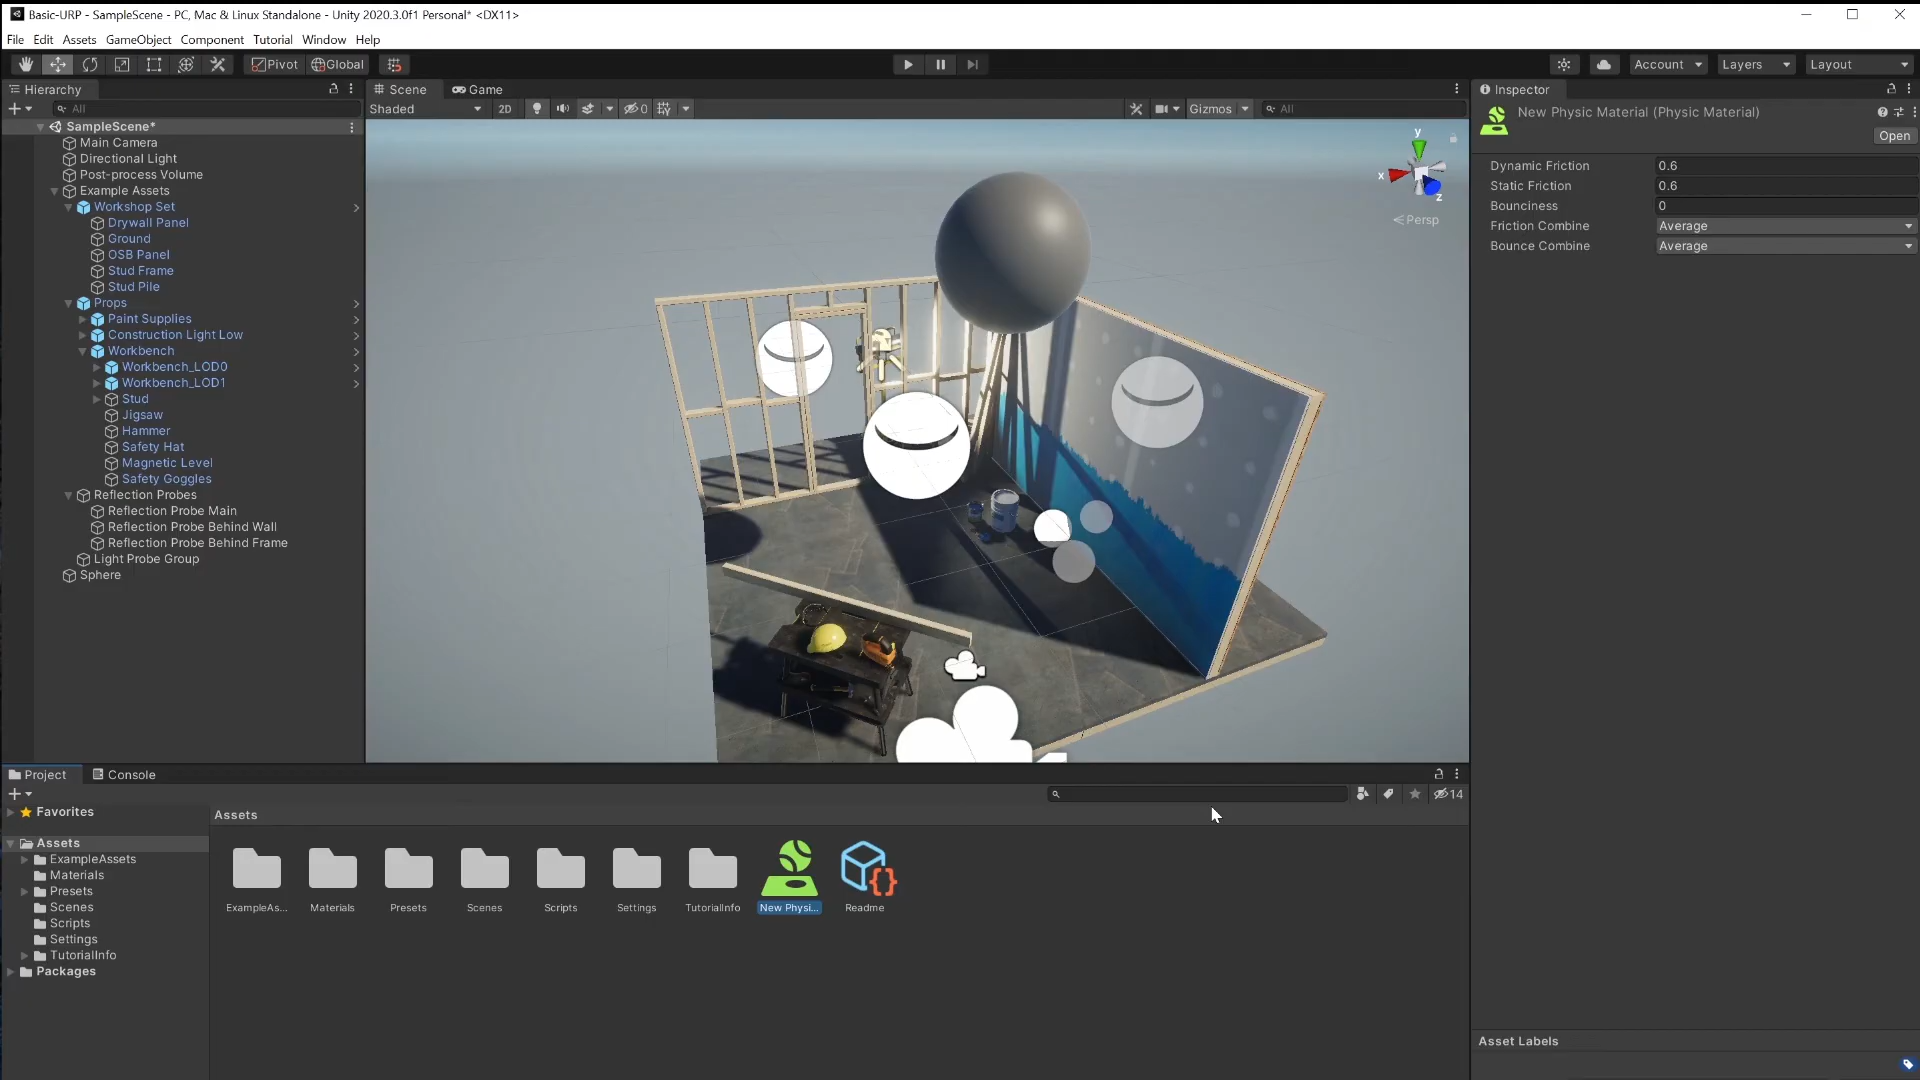 Basic-URP - SampleScene - PC, Mac & Linux Standalone - Unity 2020.3.0f1 Personal* <DX11>
File Edit Assets GameObject Component Tutorial Window Help
Pivot Global Account Layers Layout
Hierarchy
All
SampleScene*
Main Camera
Directional Light
Post-process Volume
Example Assets
Workshop Set
Drywall Panel
Ground
OSB Panel
Stud Frame
Stud Pile
Props
Paint Supplies
Construction Light Low
Workbench
Workbench_LOD0
Workbench_LOD1
Stud
Jigsaw
Hammer
Safety Hat
Magnetic Level
Safety Goggles
Reflection Probes
Reflection Probe Main
Reflection Probe Behind Wall
Reflection Probe Behind Frame
Light Probe Group
Sphere
Scene Game
Shaded 2D 0 Gizmos All
y
x
z
Persp
Inspector
New Physic Material (Physic Material)
Open
Dynamic Friction 0.6
Static Friction 0.6
Bounciness 0
Friction Combine Average
Bounce Combine Average
Asset Labels
Project Console
14
Favorites
Assets
ExampleAssets
Materials
Presets
Scenes
Scripts
Settings
TutorialInfo
Packages
Assets
ExampleAs... Materials Presets Scenes Scripts Settings TutorialInfo New Physi... Readme